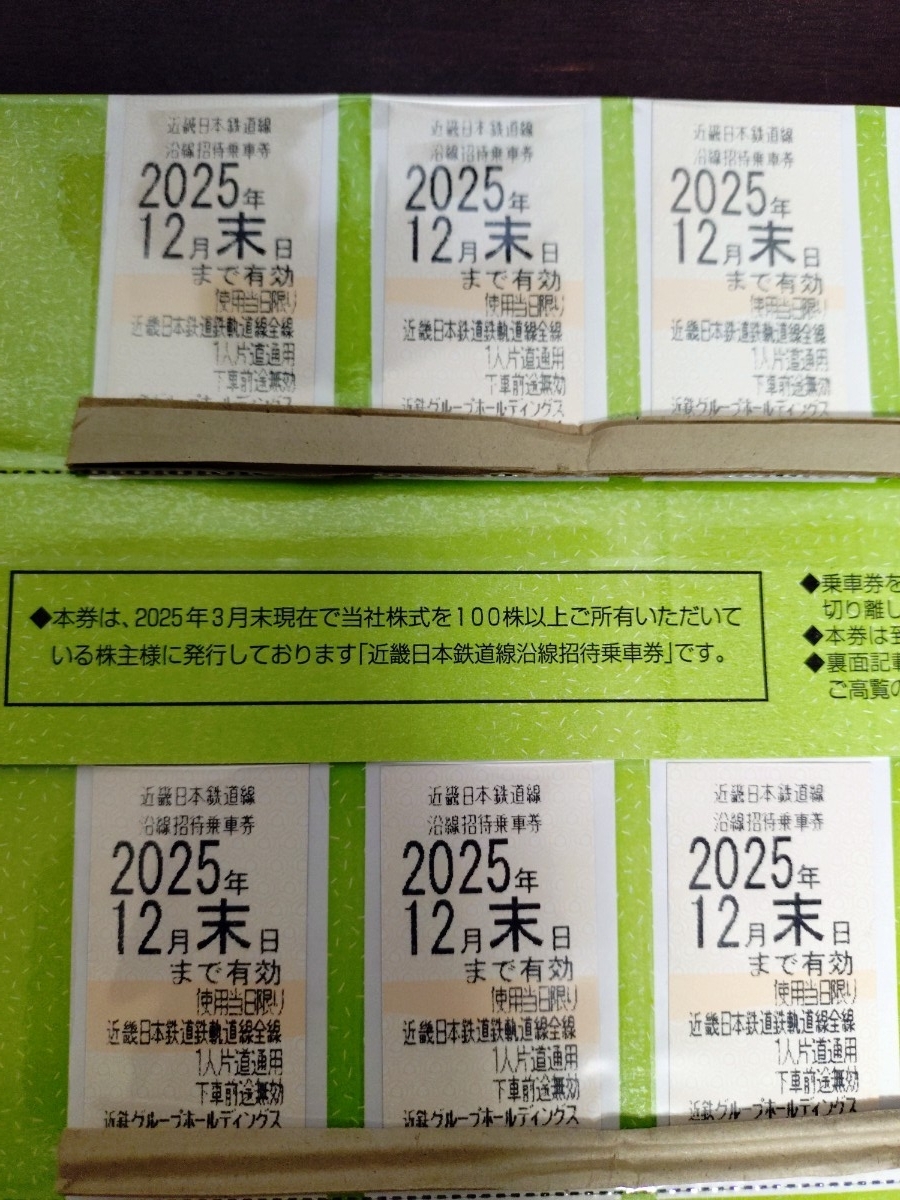 近畿日本鉄道線
沿線招待乗車券
2025年
12月末日
まで有効
使用当日限り
近畿日本鉄道鉄軌道線全線
1人片道通用
下車前途無効
近鉄グループホールディングス
近畿日本鉄道線
沿線招待乗車券
2025年
12月末日
まで有効
使用当日限り
近畿日本鉄道鉄軌道線全線
1人片道通用
下車前途無効
近鉄グループホールディングス
近畿日本鉄道線
沿線招待乗車券
2025年
12月末日
まで有効
使用当日限り
近畿日本鉄道鉄軌道線全線
1人片道通用
下車前途無効
近鉄グループホールディングス
◆本券は、2025年3月末現在で当社株式を100株以上ご所有いただいて
いる株主様に発行しております「近畿日本鉄道線沿線招待乗車券」です。
◆乗車券を
切り離し
◆本券は
◆裏面記
ご高覧の
近畿日本鉄道線
沿線招待乗車券
2025年
12月末日
まで有効
使用当日限り
近畿日本鉄道鉄軌道線全線
1人片道通用
下車前途無効
近鉄グループホールディングス
近畿日本鉄道線
沿線招待乗車券
2025年
12月末日
まで有効
使用当日限り
近畿日本鉄道鉄軌道線全線
1人片道通用
下車前途無効
近鉄グループホールディングス
近畿日本鉄道線
沿線招待乗車券
2025年
12月末日
まで有効
使用当日限り
近畿日本鉄道鉄軌道線全線
1人片道通用
下車前途無効
近鉄グループホールディングス